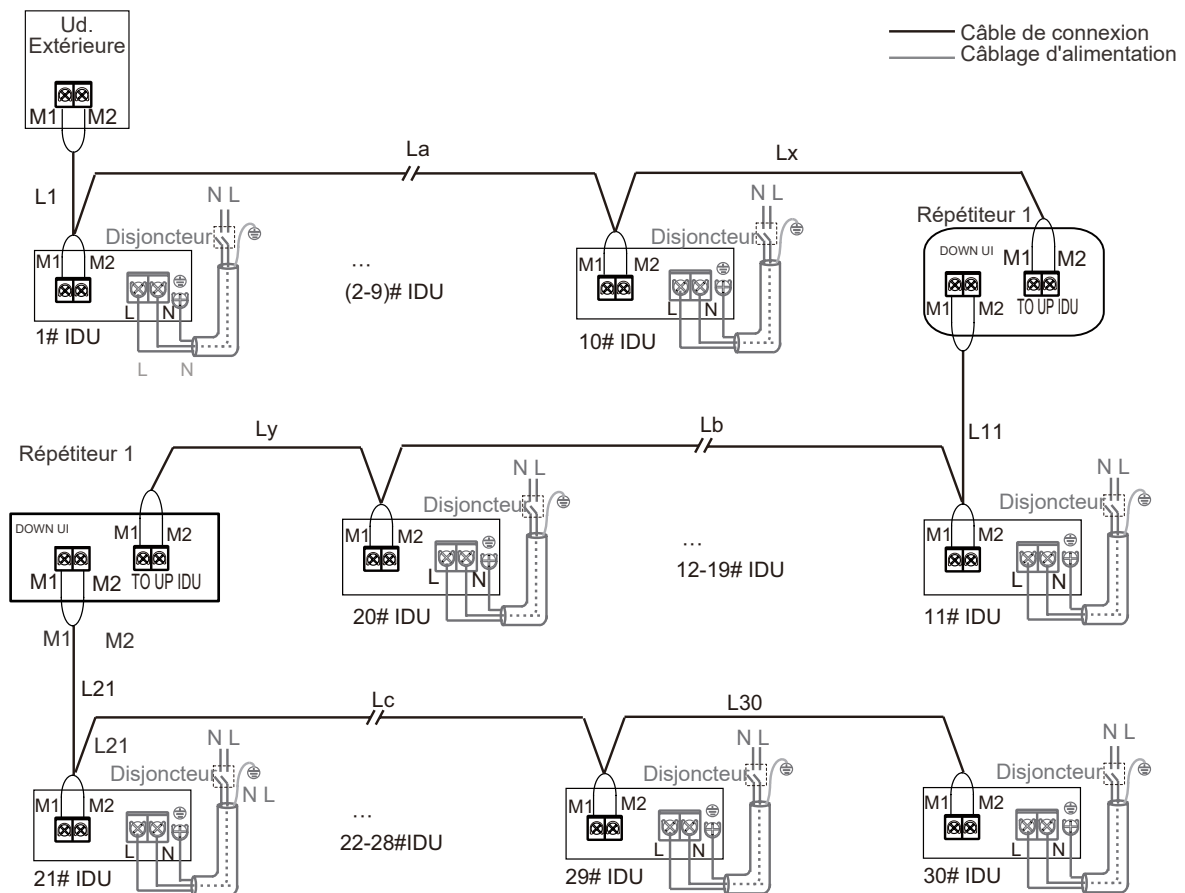 Ud.
Extérieure
M1 M2
Câble de connexion
Câblage d'alimentation
La
Lx
L1
N L
Disjoncteur
M1 M2
L N
1# IDU
L N
...
(2-9)# IDU
N L
Disjoncteur
M1 M2
L N
10# IDU
Répétiteur 1
DOWN UI
M1 M2
TO UP IDU
M1 M2
L11
Ly
Lb
Répétiteur 1
DOWN UI
M1 M2
TO UP IDU
M1 M2
M1 M2
N L
Disjoncteur
M1 M2
L N
20# IDU
...
12-19# IDU
N L
Disjoncteur
M1 M2
L N
11# IDU
L21
Lc
L30
L21
N L
Disjoncteur
N L
M1 M2
L N
21# IDU
...
22-28#IDU
N L
Disjoncteur
M1 M2
L N
29# IDU
N L
Disjoncteur
M1 M2
L N
30# IDU